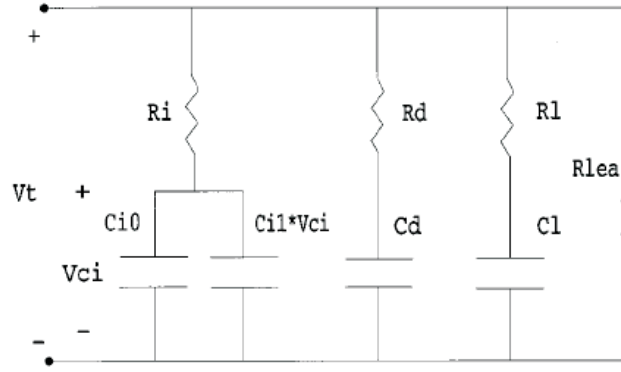 +
Ri
Rd
Rl
Rlea
Vt
+
Ci0
Ci1*Vci
Cd
Cl
Vci
-
-